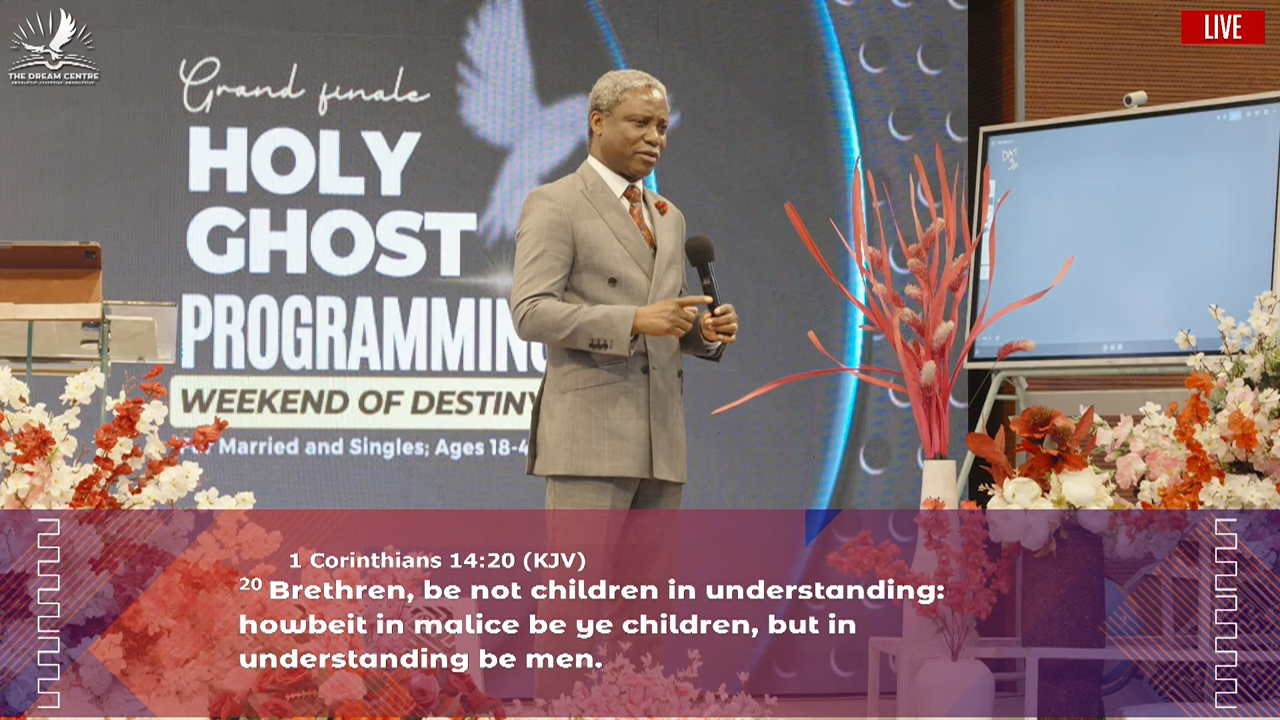 THE DREAM CENTRE
LIVE
Grand finale
HOLY
GHOST
PROGRAMMING
WEEKEND OF DESTINY
Married and Singles; Ages 18-4
DAY
1 Corinthians 14:20 (KJV)
20 Brethren, be not children in understanding:
howbeit in malice be ye children, but in
understanding be men.